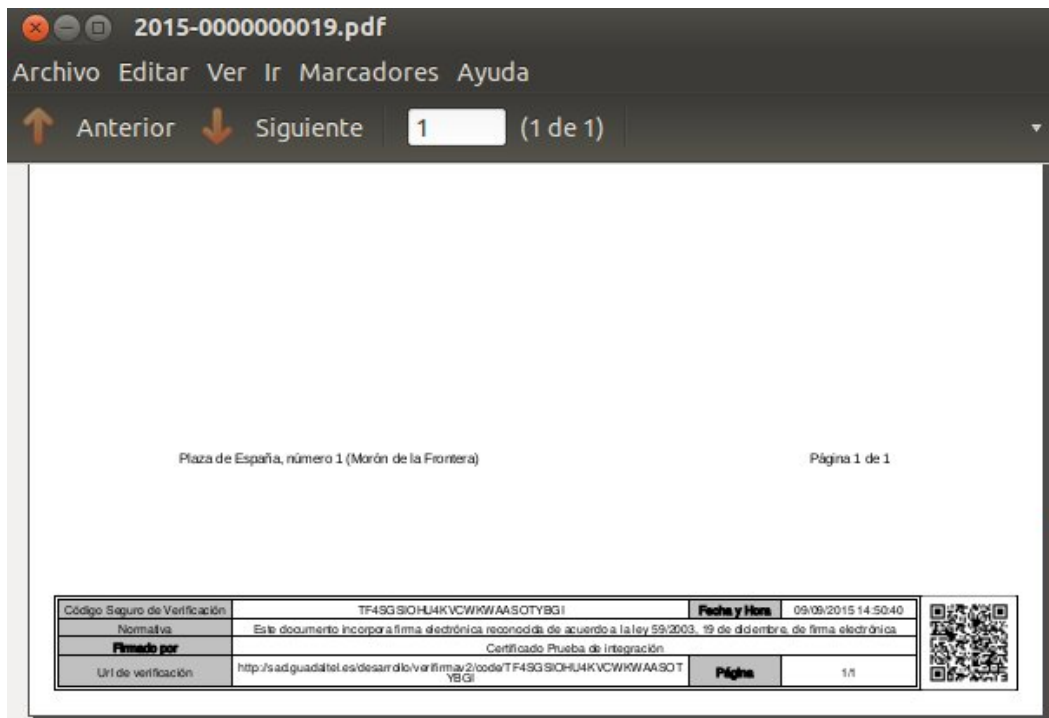 2015-0000000019.pdf
Archivo Editar Ver Ir Marcadores Ayuda
Anterior Siguiente 1 (1 de 1)
Plaza de España, número 1 (Morón de la Frontera) Página 1 de 1
Código Seguro de Verificación TF4SGSIOHU4KVCWKWAASOTYBGI Fecha y Hora 09/09/2015 14:50:40
Normativa Este documento incorpora firma electrónica reconocida de acuerdo a la ley 59/2003, 19 de diciembre, de firma electrónica
Firmado por Certificado Prueba de integración
Url de verificación http://sad.guadaltel.es/desarrollo/verifirmav2/code/TF4SGSIOHU4KVCWKWAASOT Página 1/1
YBGI